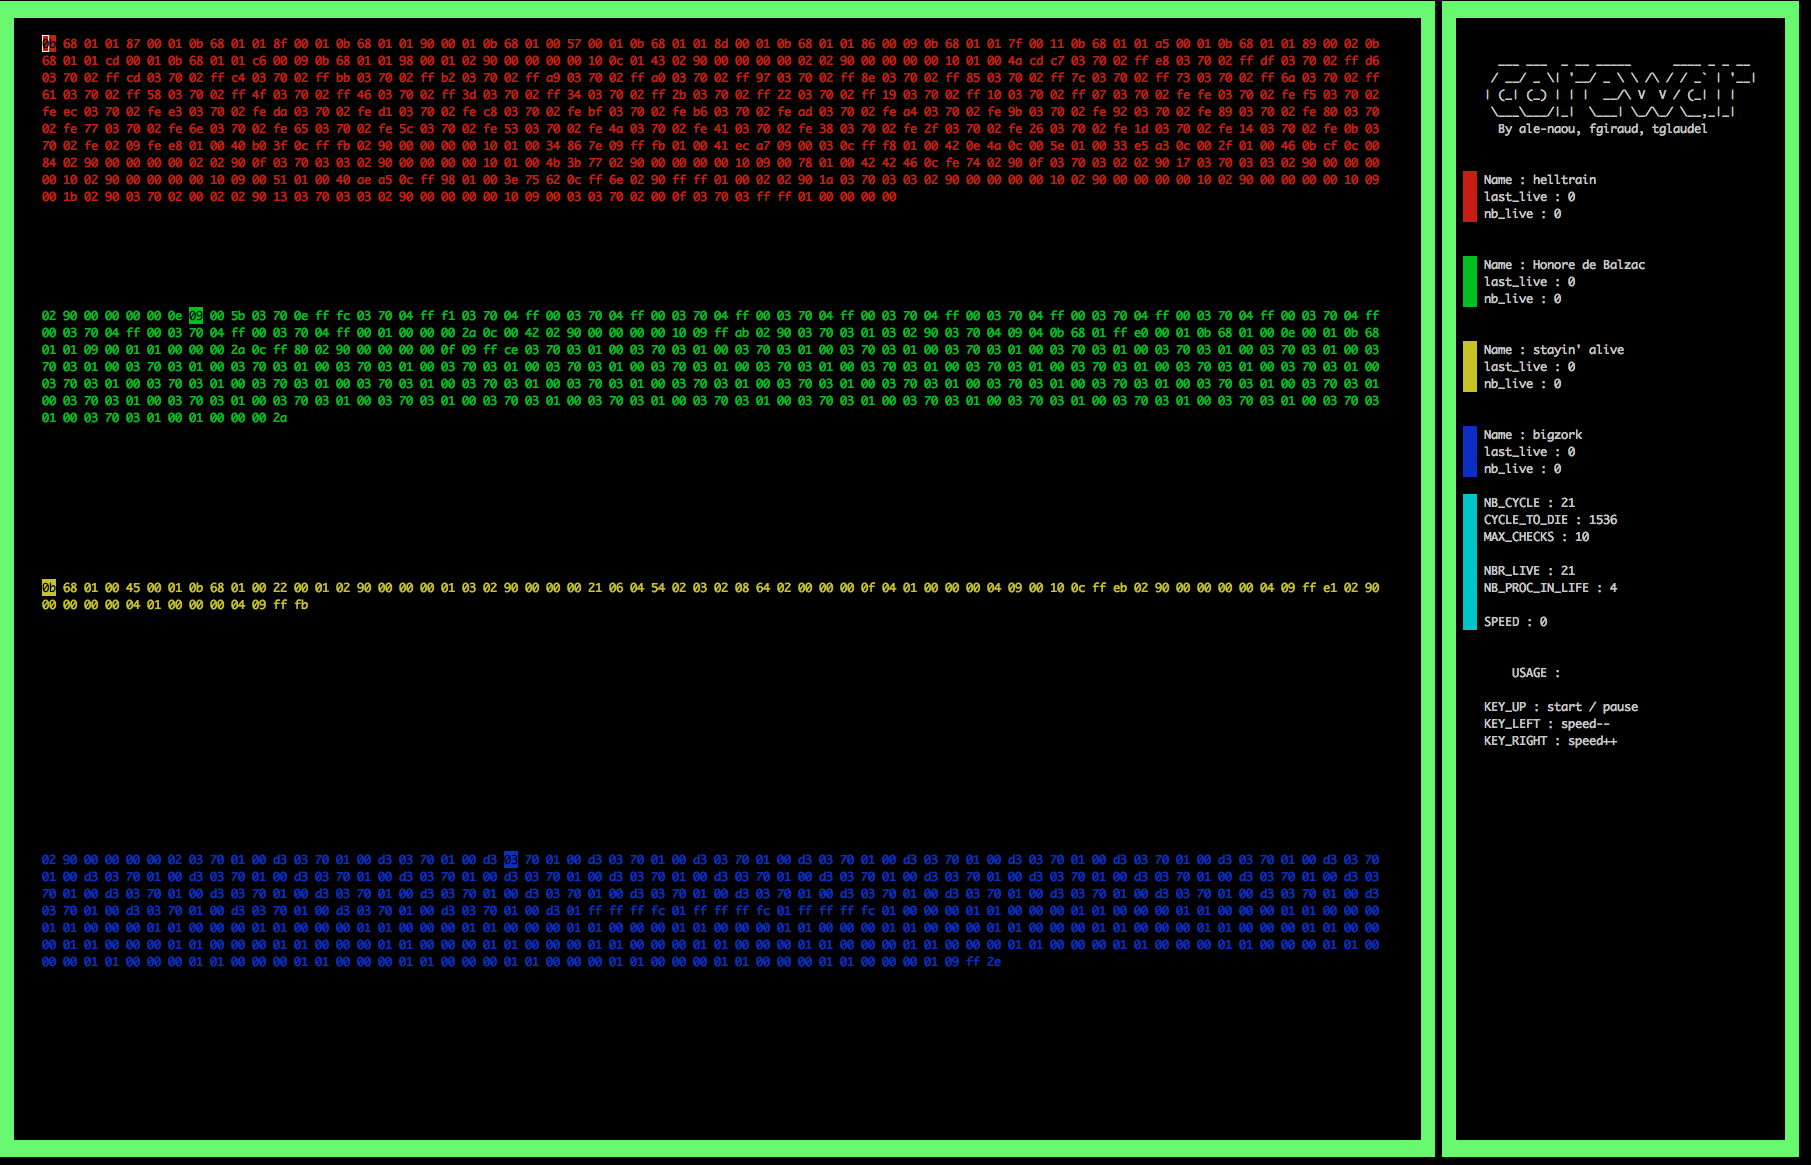 corewar
By ale-naou, fgiraud, tglaudel
0b 68 01 01 87 00 01 0b 68 01 01 8f 00 01 0b 68 01 01 90 00 01 0b 68 01 00 57 00 01 0b 68 01 01 8d 00 01 0b 68 01 01 86 00 09 0b 68 01 01 7f 00 11 0b 68 01 01 a5 00 01 0b 68 01 01 89 00 02 0b
68 01 01 cd 00 01 0b 68 01 01 c6 00 09 0b 68 01 01 98 00 01 02 90 00 00 00 00 10 0c 01 43 02 90 00 00 00 00 02 02 90 00 00 00 00 10 01 00 4a cd c7 03 70 02 ff e8 03 70 02 ff df 03 70 02 ff d6
03 70 02 ff cd 03 70 02 ff c4 03 70 02 ff bb 03 70 02 ff b2 03 70 02 ff a9 03 70 02 ff a0 03 70 02 ff 97 03 70 02 ff 8e 03 70 02 ff 85 03 70 02 ff 7c 03 70 02 ff 73 03 70 02 ff 6a 03 70 02 ff
61 03 70 02 ff 58 03 70 02 ff 4f 03 70 02 ff 46 03 70 02 ff 3d 03 70 02 ff 34 03 70 02 ff 2b 03 70 02 ff 22 03 70 02 ff 19 03 70 02 ff 10 03 70 02 ff 07 03 70 02 fe fe 03 70 02 fe f5 03 70 02
fe ec 03 70 02 fe e3 03 70 02 fe da 03 70 02 fe d1 03 70 02 fe c8 03 70 02 fe bf 03 70 02 fe b6 03 70 02 fe ad 03 70 02 fe a4 03 70 02 fe 9b 03 70 02 fe 92 03 70 02 fe 89 03 70 02 fe 80 03 70
02 fe 77 03 70 02 fe 6e 03 70 02 fe 65 03 70 02 fe 5c 03 70 02 fe 53 03 70 02 fe 4a 03 70 02 fe 41 03 70 02 fe 38 03 70 02 fe 2f 03 70 02 fe 26 03 70 02 fe 1d 03 70 02 fe 14 03 70 02 fe 0b 03
70 02 fe 02 09 fe e8 01 00 40 b0 3f 0c ff fb 02 90 00 00 00 00 10 01 00 34 86 7e 09 ff fb 01 00 41 ec a7 09 00 03 0c ff f8 01 00 42 0e 4a 0c 00 5e 01 00 33 e5 a3 0c 00 2f 01 00 46 0b cf 0c 00
84 02 90 00 00 00 00 02 02 90 0f 03 70 03 03 02 90 00 00 00 00 10 01 00 4b 3b 77 02 90 00 00 00 00 10 09 00 78 01 00 42 42 46 0c fe 74 02 90 0f 03 70 03 02 02 90 17 03 70 03 03 02 90 00 00 00
00 10 02 90 00 00 00 00 10 09 00 51 01 00 40 ae a5 0c ff 98 01 00 3e 75 62 0c ff 6e 02 90 ff ff 01 00 02 02 90 1a 03 70 03 03 02 90 00 00 00 00 10 02 90 00 00 00 00 10 02 90 00 00 00 00 10 09
00 1b 02 90 03 70 02 00 02 02 90 13 03 70 03 03 02 90 00 00 00 00 10 09 00 03 03 70 02 00 0f 03 70 03 ff ff 01 00 00 00 00
02 90 00 00 00 00 0e 09 00 5b 03 70 0e ff fc 03 70 04 ff f1 03 70 04 ff 00 03 70 04 ff 00 03 70 04 ff 00 03 70 04 ff 00 03 70 04 ff 00 03 70 04 ff 00 03 70 04 ff 00 03 70 04 ff 00 03 70 04 ff
00 03 70 04 ff 00 03 70 04 ff 00 03 70 04 ff 00 01 00 00 00 2a 0c 00 42 02 90 00 00 00 00 10 09 ff ab 02 90 03 70 03 01 03 02 90 03 70 04 09 04 0b 68 01 ff e0 00 01 0b 68 01 00 0e 00 01 0b 68
01 01 09 00 01 01 00 00 00 2a 0c ff 80 02 90 00 00 00 00 0f 09 ff ce 03 70 03 01 00 03 70 03 01 00 03 70 03 01 00 03 70 03 01 00 03 70 03 01 00 03 70 03 01 00 03 70 03 01 00 03 70 03 01 00 03
70 03 01 00 03 70 03 01 00 03 70 03 01 00 03 70 03 01 00 03 70 03 01 00 03 70 03 01 00 03 70 03 01 00 03 70 03 01 00 03 70 03 01 00 03 70 03 01 00 03 70 03 01 00 03 70 03 01 00 03 70 03 01 00
03 70 03 01 00 03 70 03 01 00 03 70 03 01 00 03 70 03 01 00 03 70 03 01 00 03 70 03 01 00 03 70 03 01 00 03 70 03 01 00 03 70 03 01 00 03 70 03 01 00 03 70 03 01 00 03 70 03 01 00 03 70 03 01
00 03 70 03 01 00 03 70 03 01 00 03 70 03 01 00 03 70 03 01 00 03 70 03 01 00 03 70 03 01 00 03 70 03 01 00 03 70 03 01 00 03 70 03 01 00 03 70 03 01 00 03 70 03 01 00 03 70 03 01 00 03 70 03
01 00 03 70 03 01 00 01 00 00 00 2a
0b 68 01 00 45 00 01 0b 68 01 00 22 00 01 02 90 00 00 00 01 03 02 90 00 00 00 21 06 04 54 02 03 02 08 64 02 00 00 00 0f 04 01 00 00 00 04 09 00 10 0c ff eb 02 90 00 00 00 00 04 09 ff e1 02 90
00 00 00 00 04 01 00 00 00 04 09 ff fb
02 90 00 00 00 00 02 03 70 01 00 d3 03 70 01 00 d3 03 70 01 00 d3 03 70 01 00 d3 03 70 01 00 d3 03 70 01 00 d3 03 70 01 00 d3 03 70 01 00 d3 03 70 01 00 d3 03 70 01 00 d3 03 70 01 00 d3 03 70
01 00 d3 03 70 01 00 d3 03 70 01 00 d3 03 70 01 00 d3 03 70 01 00 d3 03 70 01 00 d3 03 70 01 00 d3 03 70 01 00 d3 03 70 01 00 d3 03 70 01 00 d3 03 70 01 00 d3 03 70 01 00 d3 03 70 01 00 d3 03
70 01 00 d3 03 70 01 00 d3 03 70 01 00 d3 03 70 01 00 d3 03 70 01 00 d3 03 70 01 00 d3 03 70 01 00 d3 03 70 01 00 d3 03 70 01 00 d3 03 70 01 00 d3 03 70 01 00 d3 03 70 01 00 d3 03 70 01 00 d3
03 70 01 00 d3 03 70 01 00 d3 03 70 01 00 d3 03 70 01 00 d3 03 70 01 00 d3 01 ff ff ff fc 01 ff ff ff fc 01 ff ff ff fc 01 00 00 00 01 01 00 00 00 01 01 00 00 00 01 01 00 00 00 01 01 00 00 00
01 01 00 00 00 01 01 00 00 00 01 01 00 00 00 01 01 00 00 00 01 01 00 00 00 01 01 00 00 00 01 01 00 00 00 01 01 00 00 00 01 01 00 00 00 01 01 00 00 00 01 01 00 00 00 01 01 00 00 00 01 01 00 00
00 01 01 00 00 00 01 01 00 00 00 01 01 00 00 00 01 01 00 00 00 01 01 00 00 00 01 01 00 00 00 01 01 00 00 00 01 01 00 00 00 01 01 00 00 00 01 01 00 00 00 01 01 00 00 00 01 01 00 00 00 01 01 00
00 00 01 01 00 00 00 01 01 00 00 00 01 01 00 00 00 01 01 00 00 00 01 01 00 00 00 01 01 00 00 00 01 01 00 00 00 01 01 00 00 00 01 09 ff 2e
Name : helltrain
last_live : 0
nb_live : 0
Name : Honore de Balzac
last_live : 0
nb_live : 0
Name : stayin' alive
last_live : 0
nb_live : 0
Name : bigzork
last_live : 0
nb_live : 0
NB_CYCLE : 21
CYCLE_TO_DIE : 1536
MAX_CHECKS : 10
NBR_LIVE : 21
NB_PROC_IN_LIFE : 4
SPEED : 0
USAGE :
KEY_UP : start / pause
KEY_LEFT : speed--
KEY_RIGHT : speed++